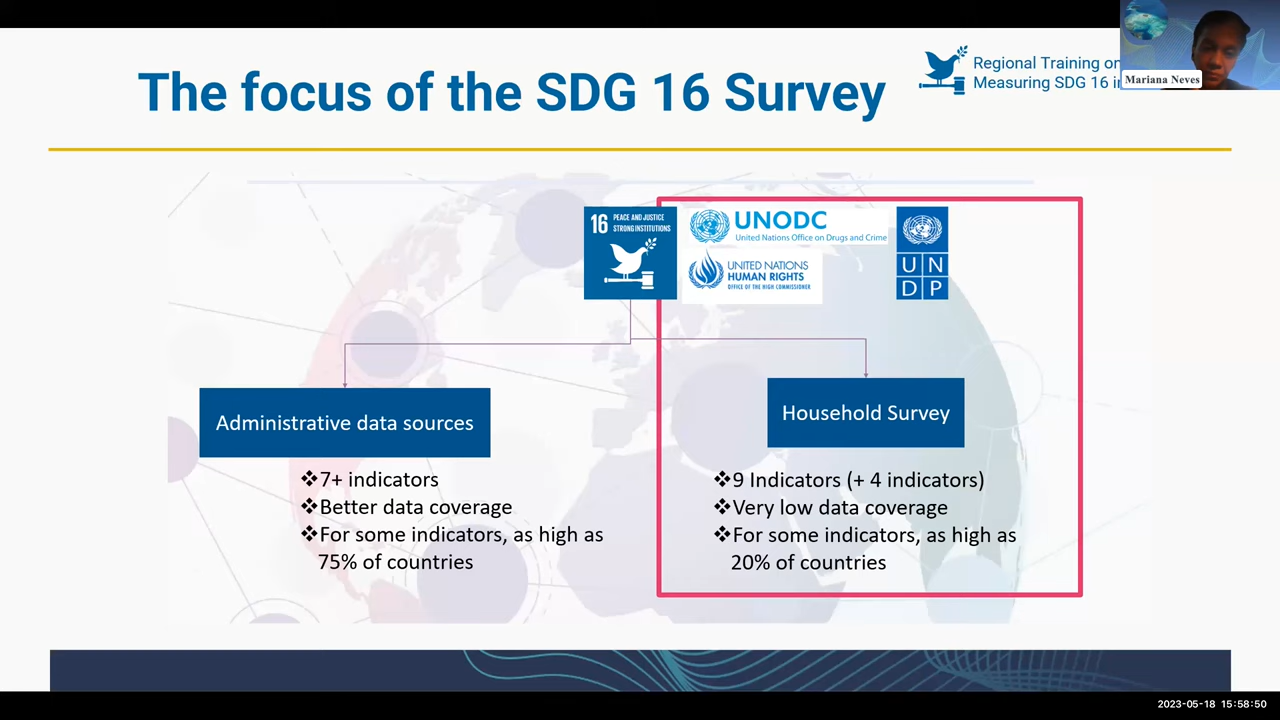 The focus of the SDG 16 Survey
Regional Training on
Measuring SDG 16 i
Mariana Neves
16 PEACE AND JUSTICE
STRONG INSTITUTIONS
UNODC
United Nations Office on Drugs and Crime
UNITED NATIONS
HUMAN RIGHTS
OFFICE OF THE HIGH COMMISSIONER
U N
D P
Administrative data sources
❖7+ indicators
❖Better data coverage
❖For some indicators, as high as
75% of countries
Household Survey
❖9 Indicators (+ 4 indicators)
❖Very low data coverage
❖For some indicators, as high as
20% of countries
2023-05-18 15:58:50